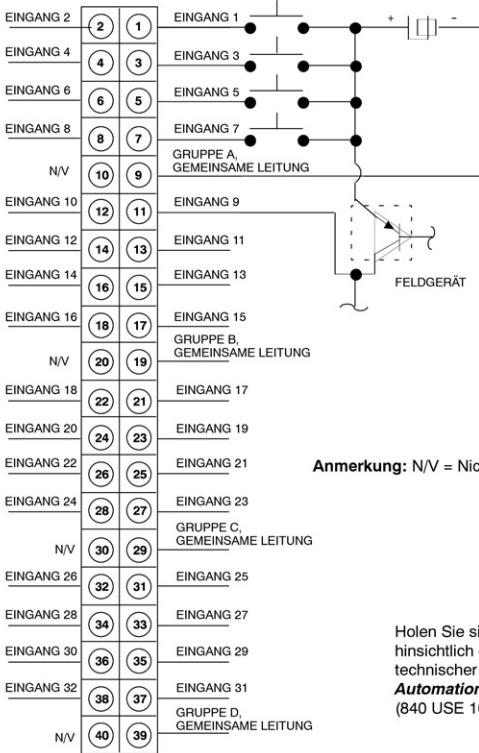 EINGANG 2 2 1 EINGANG 1 + -
EINGANG 4 4 3 EINGANG 3
EINGANG 6 6 5 EINGANG 5
EINGANG 8 8 7 EINGANG 7
N/V 10 9 GRUPPE A,
GEMEINSAME LEITUNG
EINGANG 10 12 11 EINGANG 9
EINGANG 12 14 13 EINGANG 11
EINGANG 14 16 15 EINGANG 13
FELDGERÄT
EINGANG 16 18 17 EINGANG 15
N/V 20 19 GRUPPE B,
GEMEINSAME LEITUNG
EINGANG 18 22 21 EINGANG 17
EINGANG 20 24 23 EINGANG 19
EINGANG 22 26 25 EINGANG 21
Anmerkung: N/V = Nic
EINGANG 24 28 27 EINGANG 23
N/V 30 29 GRUPPE C,
GEMEINSAME LEITUNG
EINGANG 26 32 31 EINGANG 25
EINGANG 28 34 33 EINGANG 27
EINGANG 30 36 35 EINGANG 29
EINGANG 32 38 37 EINGANG 31
N/V 40 39 GRUPPE D,
GEMEINSAME LEITUNG
Holen Sie si
hinsichtlich
technischer
Automation
(840 USE 10